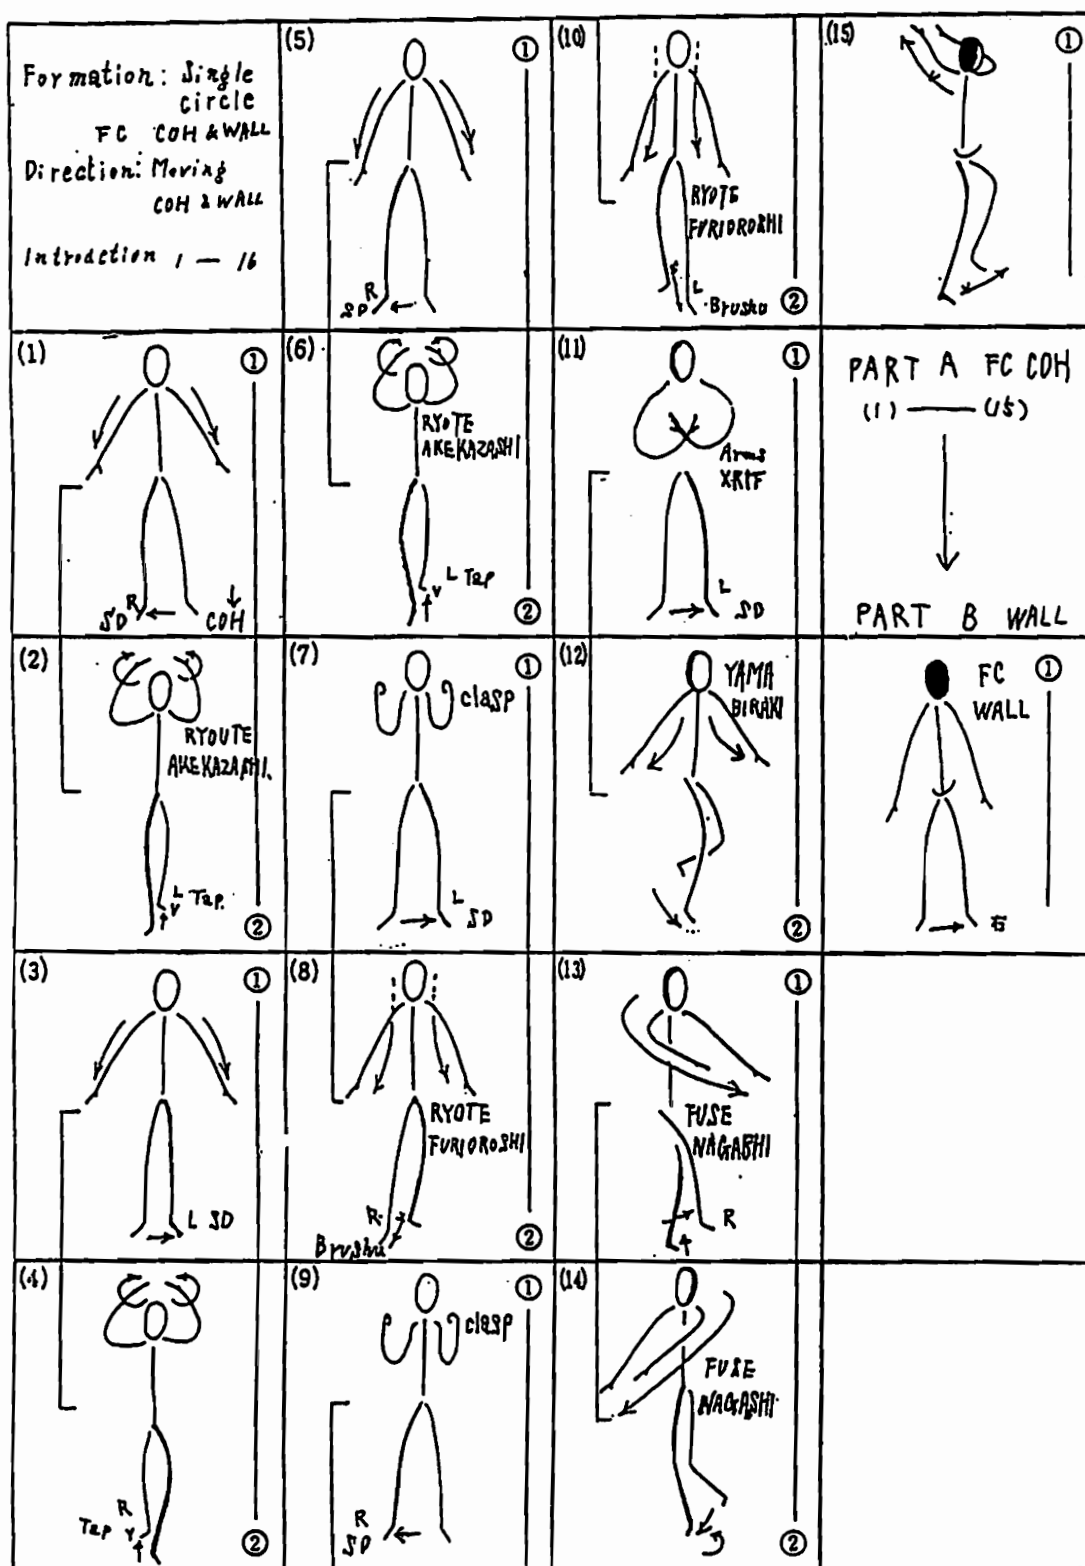 Formation: Single
circle
FC COH & WALL
Direction: Moving
COH & WALL
Introdction 1 — 16
(1) ①
SD R COH
(2)
RYOUTE
AKEKAZASHI.
L Tap.
②
(3) ①
L SD
(4)
R
Tap
②
(5) ①
R
SD
(6)
RYOTE
AKEKAZASHI
L Tap
②
(7) ①
clasp
L
SD
(8)
RYOTE
FURIOROSHI
R
Brushu
②
(9) ①
clasp
R
SD
(10)
RYOTE
FURIOROSHI
L
Brushu
②
(11) ①
Arms
XRIF
L
SD
(12)
YAMA
BIRAKI
②
(13) ①
FUSE
NAGASHI
R
(14)
FUSE
NAGASHI
②
(15) ①
PART A FC COH
(1) — (15)
PART B WALL
FC ①
WALL
右